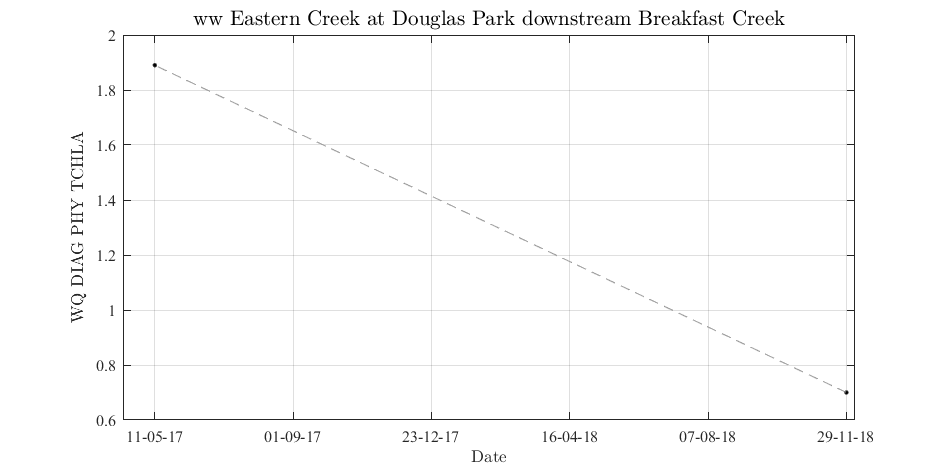 ww Eastern Creek at Douglas Park downstream Breakfast Creek
2
1.8
1.6
1.4
1.2
1
0.8
0.6
WQ DIAG PHY TCHLA
11-05-17 01-09-17 23-12-17 16-04-18 07-08-18 29-11-18
Date